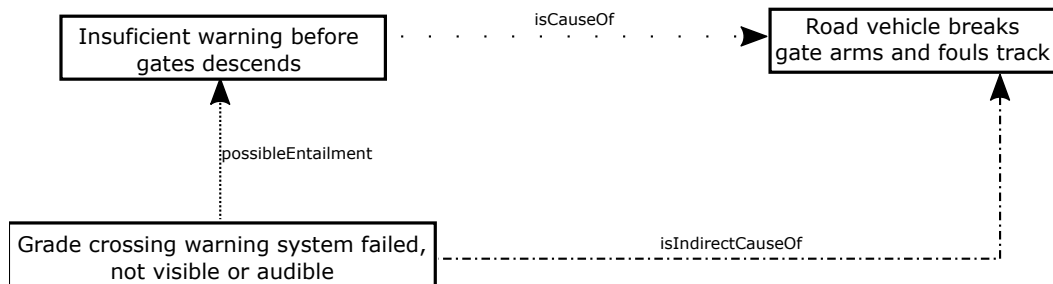 isCauseOf
Insuficient warning before
gates descends
Road vehicle breaks
gate arms and fouls track
possibleEntailment
Grade crossing warning system failed,
not visible or audible
isIndirectCauseOf